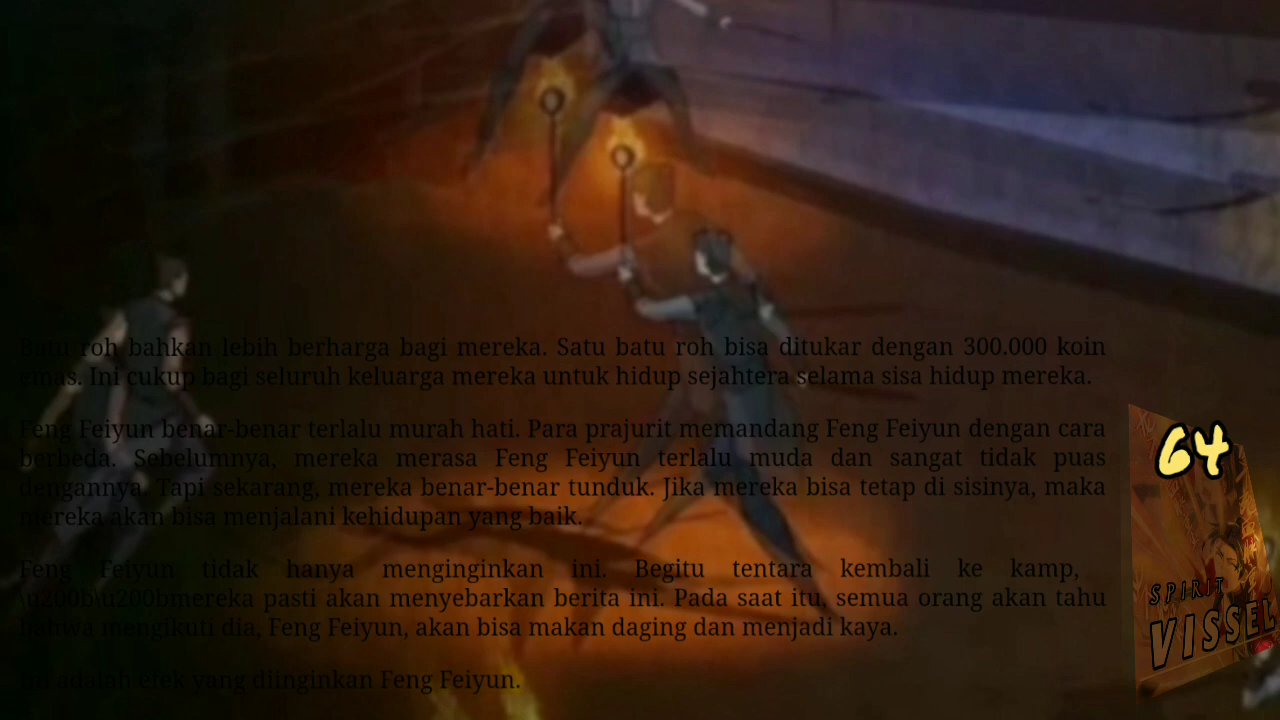 Batu roh bahkan lebih berharga bagi mereka. Satu batu roh bisa ditukar dengan 300.000 koin
emas. Ini cukup bagi seluruh keluarga mereka untuk hidup sejahtera selama sisa hidup mereka.
Feng Feiyun benar-benar terlalu murah hati. Para prajurit memandang Feng Feiyun dengan cara
berbeda. Sebelumnya, mereka merasa Feng Feiyun terlalu muda dan sangat tidak puas
dengannya. Tapi sekarang, mereka benar-benar tunduk. Jika mereka bisa tetap di sisinya, maka
mereka akan bisa menjalani kehidupan yang baik.
Feng Feiyun tidak hanya menginginkan ini. Begitu tentara kembali ke kamp,
\u200b\u200bmereka pasti akan menyebarkan berita ini. Pada saat itu, semua orang akan tahu
bahwa mengikuti dia, Feng Feiyun, akan bisa makan daging dan menjadi kaya.
Ini adalah efek yang diinginkan Feng Feiyun.
64
SPIRIT
VISSEL